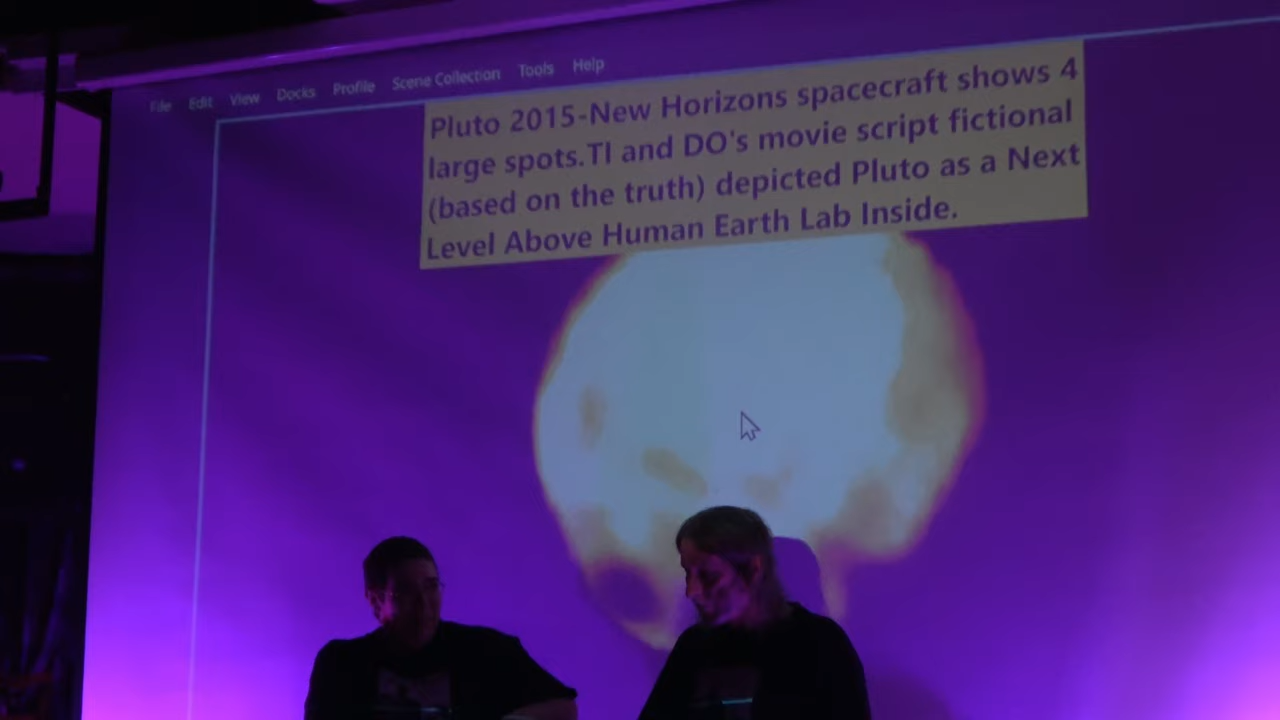 File Edit View Docks Profile Scene Collection Tools Help
Pluto 2015-New Horizons spacecraft shows 4
large spots.TI and DO's movie script fictional
(based on the truth) depicted Pluto as a Next
Level Above Human Earth Lab Inside.